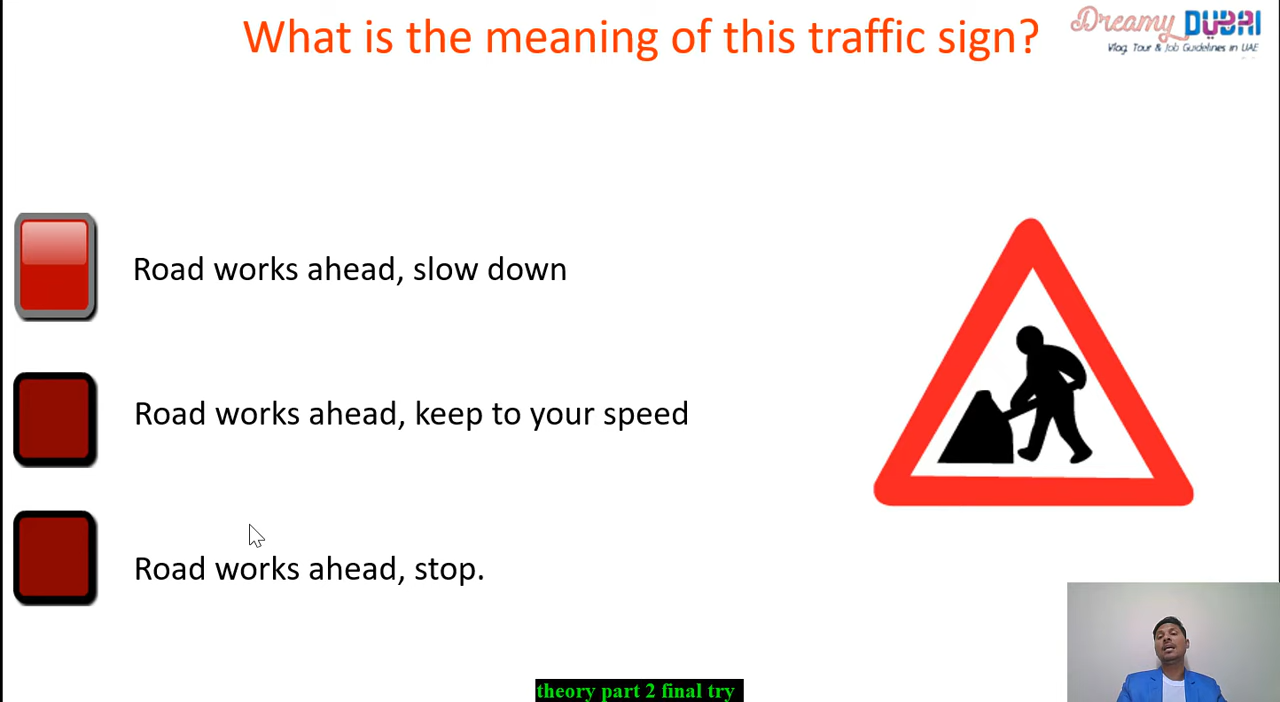 What is the meaning of this traffic sign?
Dreamy DUBAI
Vlog, Tour & Job Guidelines in UAE
Road works ahead, slow down
Road works ahead, keep to your speed
Road works ahead, stop.
theory part 2 final try